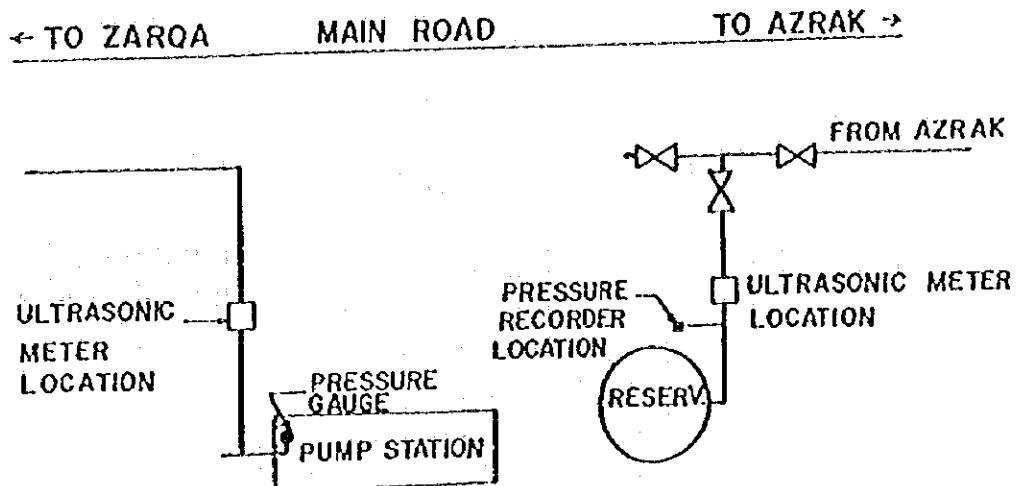 ← TO ZARQA MAIN ROAD TO AZRAK →
FROM AZRAK
ULTRASONIC
METER
LOCATION
PRESSURE
GAUGE
PUMP STATION
PRESSURE
RECORDER
LOCATION
RESERV.
ULTRASONIC METER
LOCATION